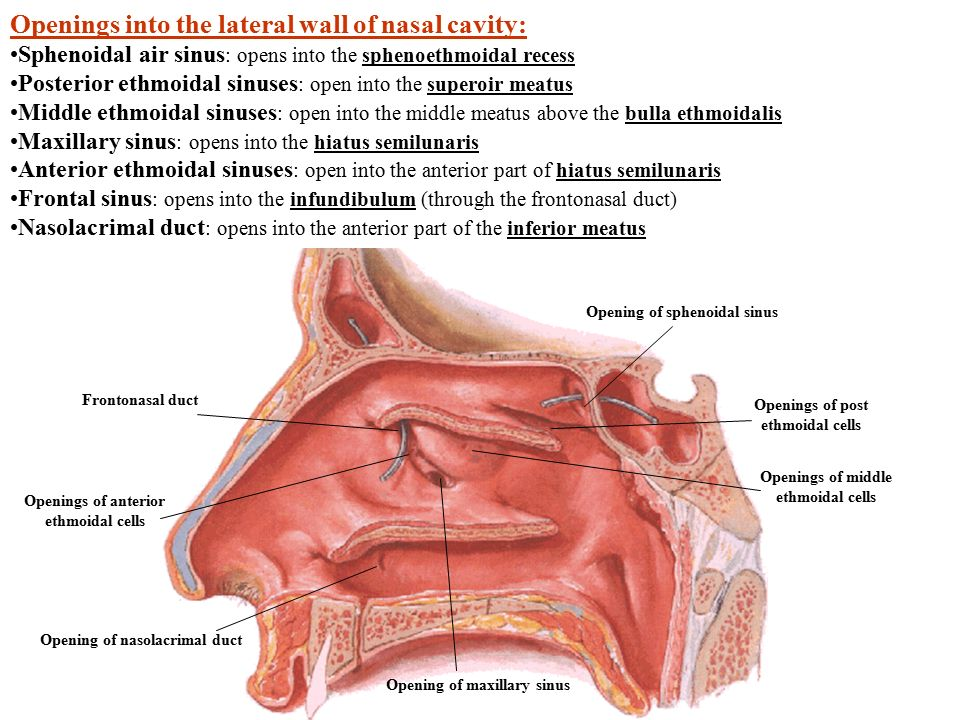 Openings into the lateral wall of nasal cavity:
•Sphenoidal air sinus: opens into the sphenoethmoidal recess
•Posterior ethmoidal sinuses: open into the superoir meatus
•Middle ethmoidal sinuses: open into the middle meatus above the bulla ethmoidalis
•Maxillary sinus: opens into the hiatus semilunaris
•Anterior ethmoidal sinuses: open into the anterior part of hiatus semilunaris
•Frontal sinus: opens into the infundibulum (through the frontonasal duct)
•Nasolacrimal duct: opens into the anterior part of the inferior meatus
Opening of sphenoidal sinus
Frontonasal duct
Openings of post
ethmoidal cells
Openings of middle
ethmoidal cells
Openings of anterior
ethmoidal cells
Opening of nasolacrimal duct
Opening of maxillary sinus